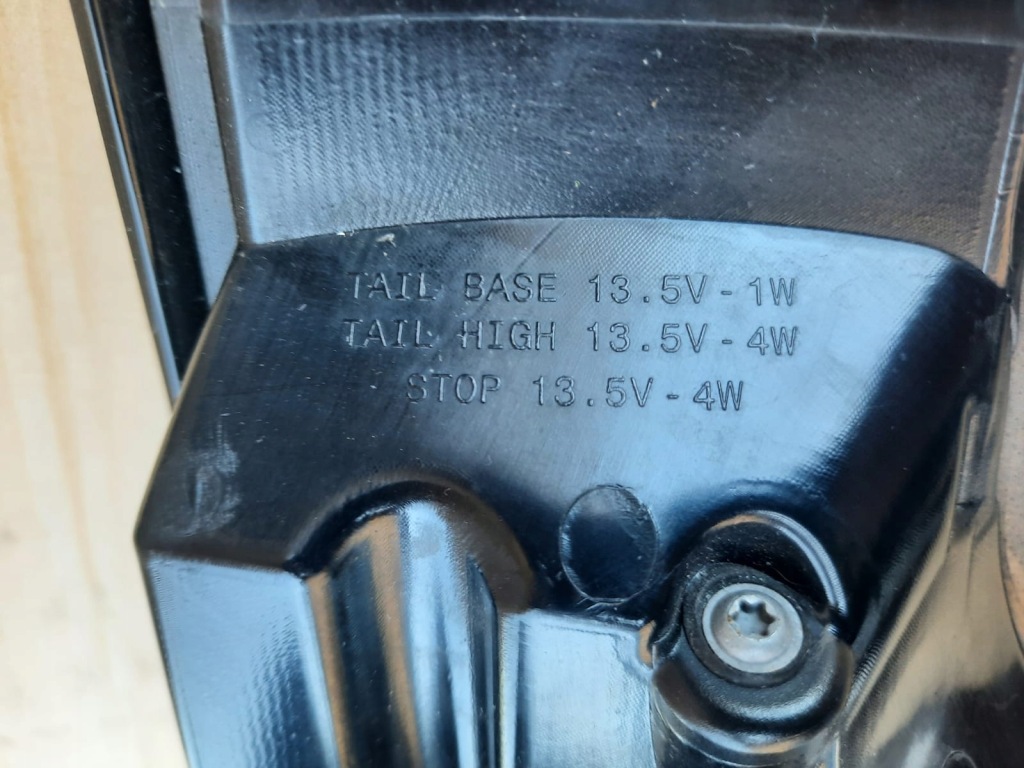 TAIL BASE 13.5V-1W
TAIL HIGH 13.5V-4W
STOP 13.5V-4W